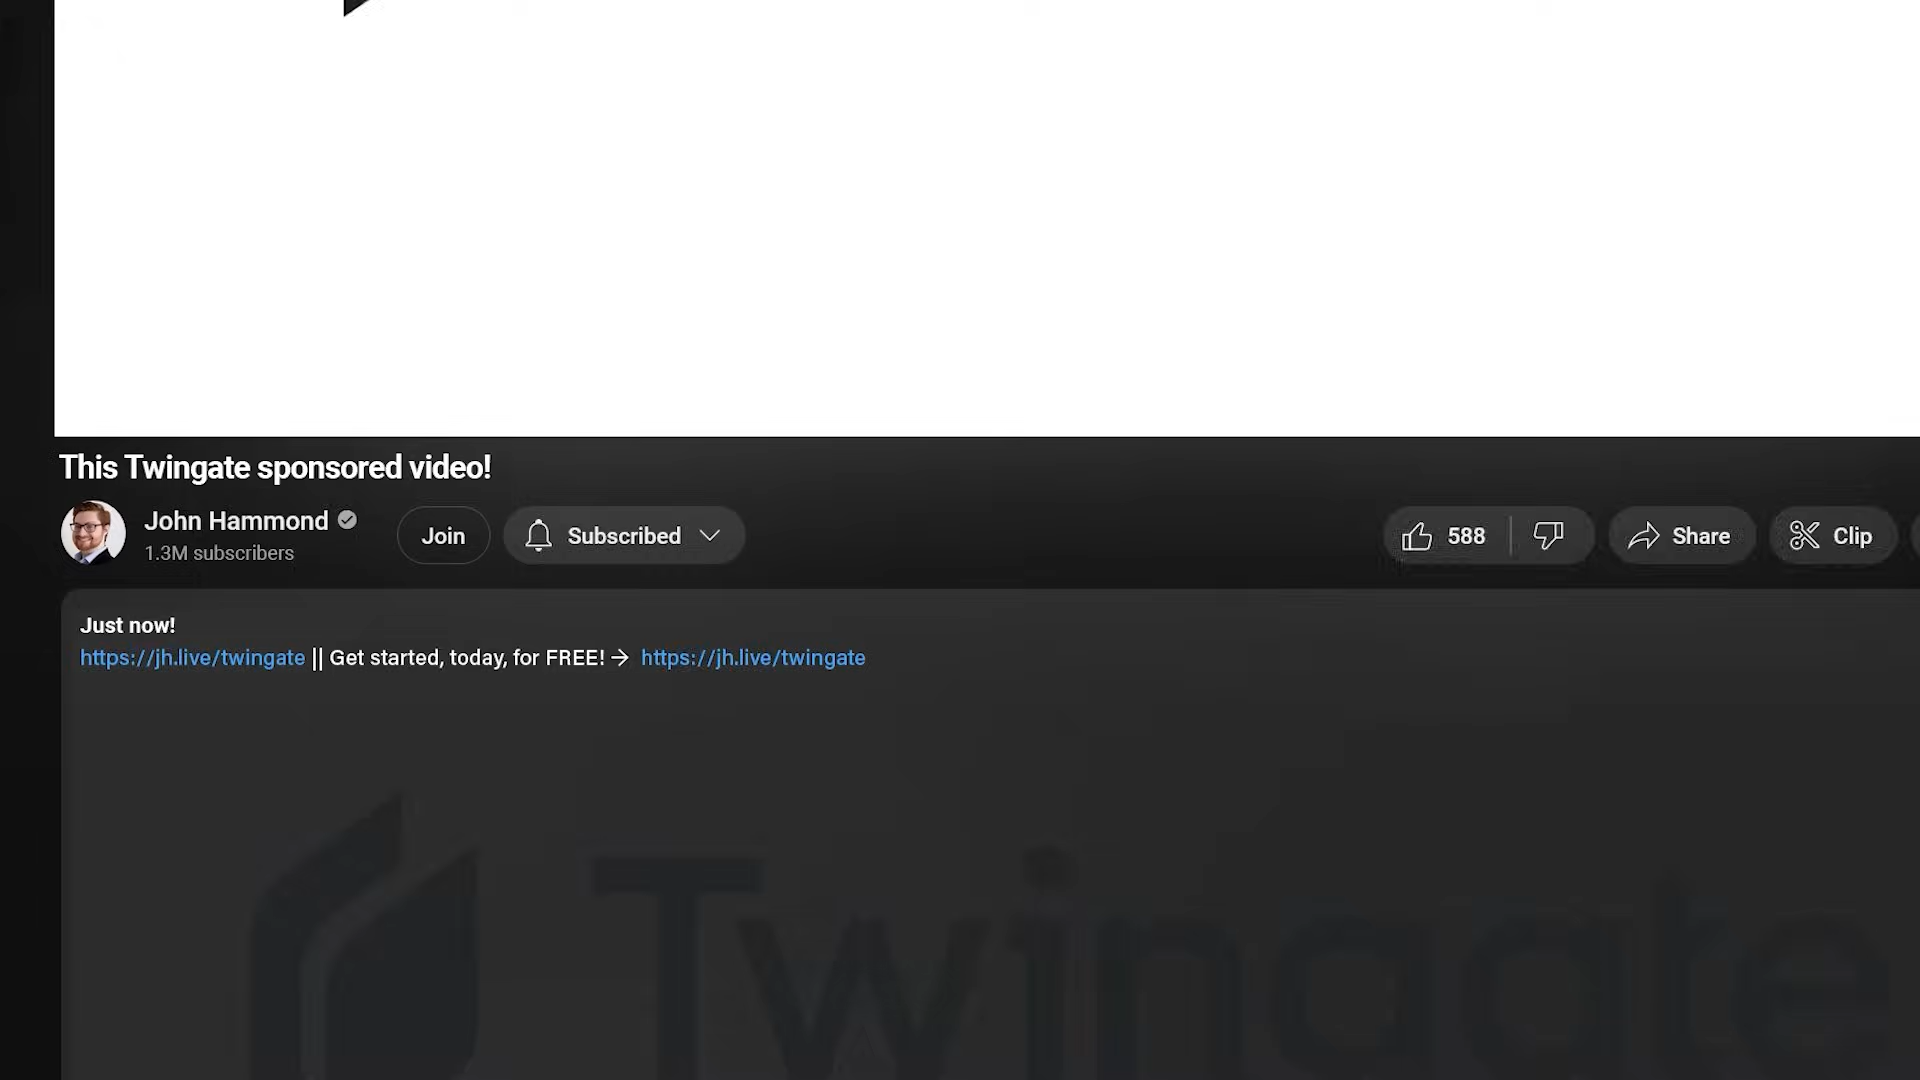 This Twingate sponsored video!
John Hammond
1.3M subscribers
Join
Subscribed
588
Share
Clip
Just now!
https://jh.live/twingate || Get started, today, for FREE! → https://jh.live/twingate
Twingate